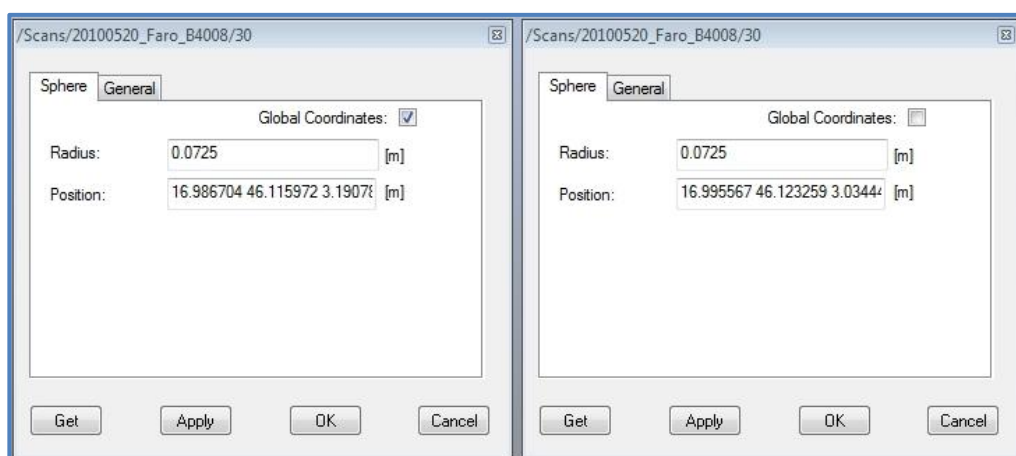 /Scans/20100520_Faro_B4008/30
Sphere General
Global Coordinates:
Radius: 0.0725 [m]
Position: 16.986704 46.115972 3.19078 [m]
Get Apply OK Cancel
/Scans/20100520_Faro_B4008/30
Sphere General
Global Coordinates:
Radius: 0.0725 [m]
Position: 16.995567 46.123259 3.03444 [m]
Get Apply OK Cancel